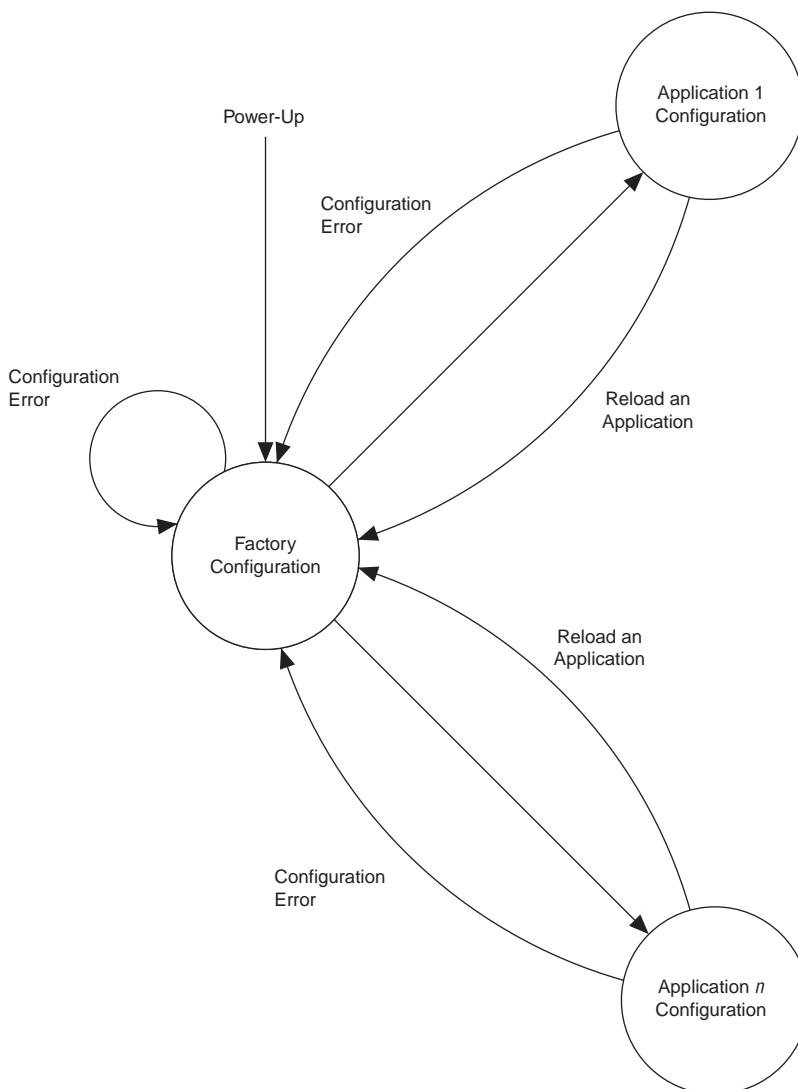 Application 1
Configuration
Power-Up
Configuration
Error
Configuration
Error
Reload an
Application
Factory
Configuration
Reload an
Application
Configuration
Error
Application n
Configuration